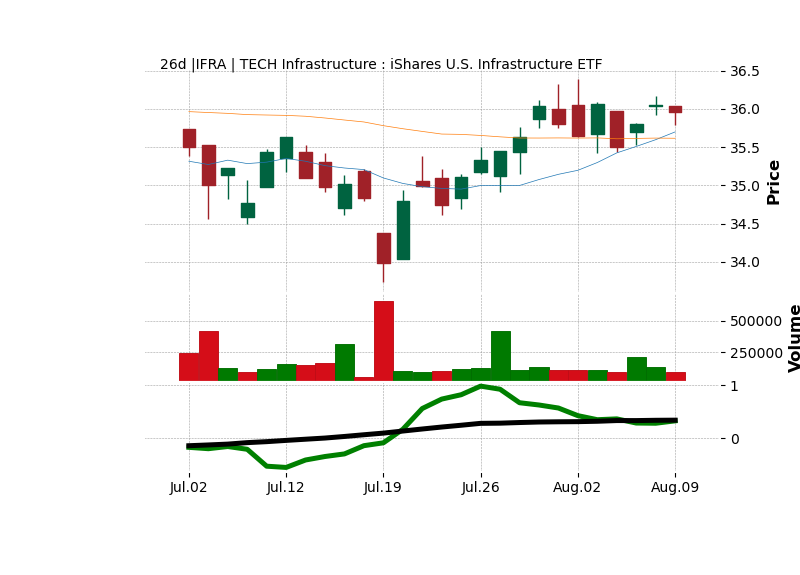 26d |IFRA | TECH Infrastructure : iShares U.S. Infrastructure ETF
36.5
36.0
35.5
35.0
34.5
34.0
Price
500000
250000
Volume
1
0
Jul.02 Jul.12 Jul.19 Jul.26 Aug.02 Aug.09